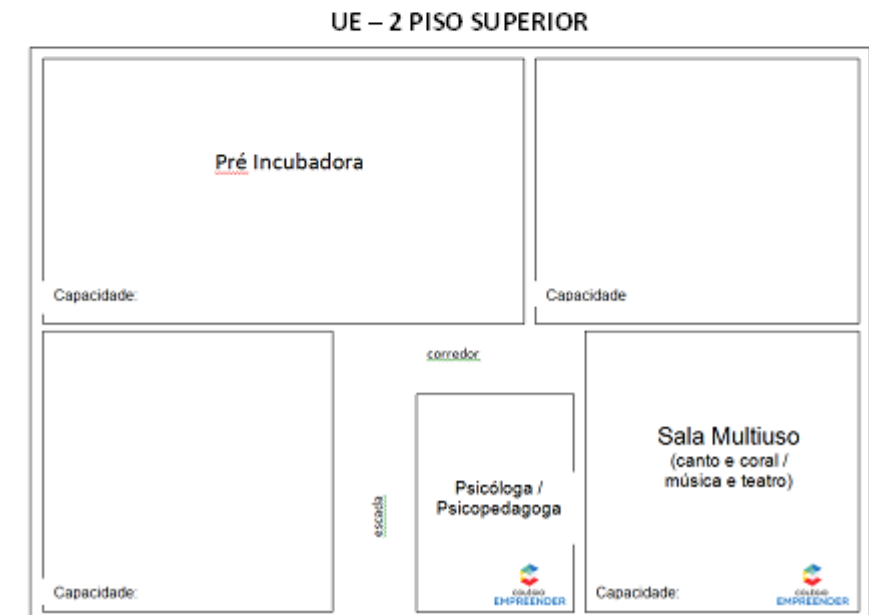 UE – 2 PISO SUPERIOR
Pré Incubadora
Capacidade:
Capacidade
corredor
escada
Psicóloga /
Psicopedagoga
COLÉGIO
EMPREENDER
Sala Multiuso
(canto e coral /
música e teatro)
Capacidade:
Capacidade:
COLÉGIO
EMPREENDER